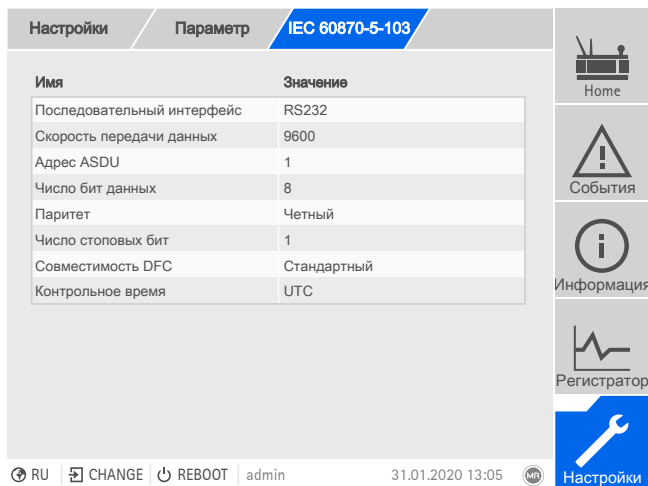 Настройки Параметр IEC 60870-5-103
Имя Значение
Последовательный интерфейс RS232
Скорость передачи данных 9600
Адрес ASDU 1
Число бит данных 8
Паритет Четный
Число стоповых бит 1
Совместимость DFC Стандартный
Контрольное время UTC
Home
События
Информация
Регистратор
Настройки
RU CHANGE REBOOT admin 31.01.2020 13:05 MR